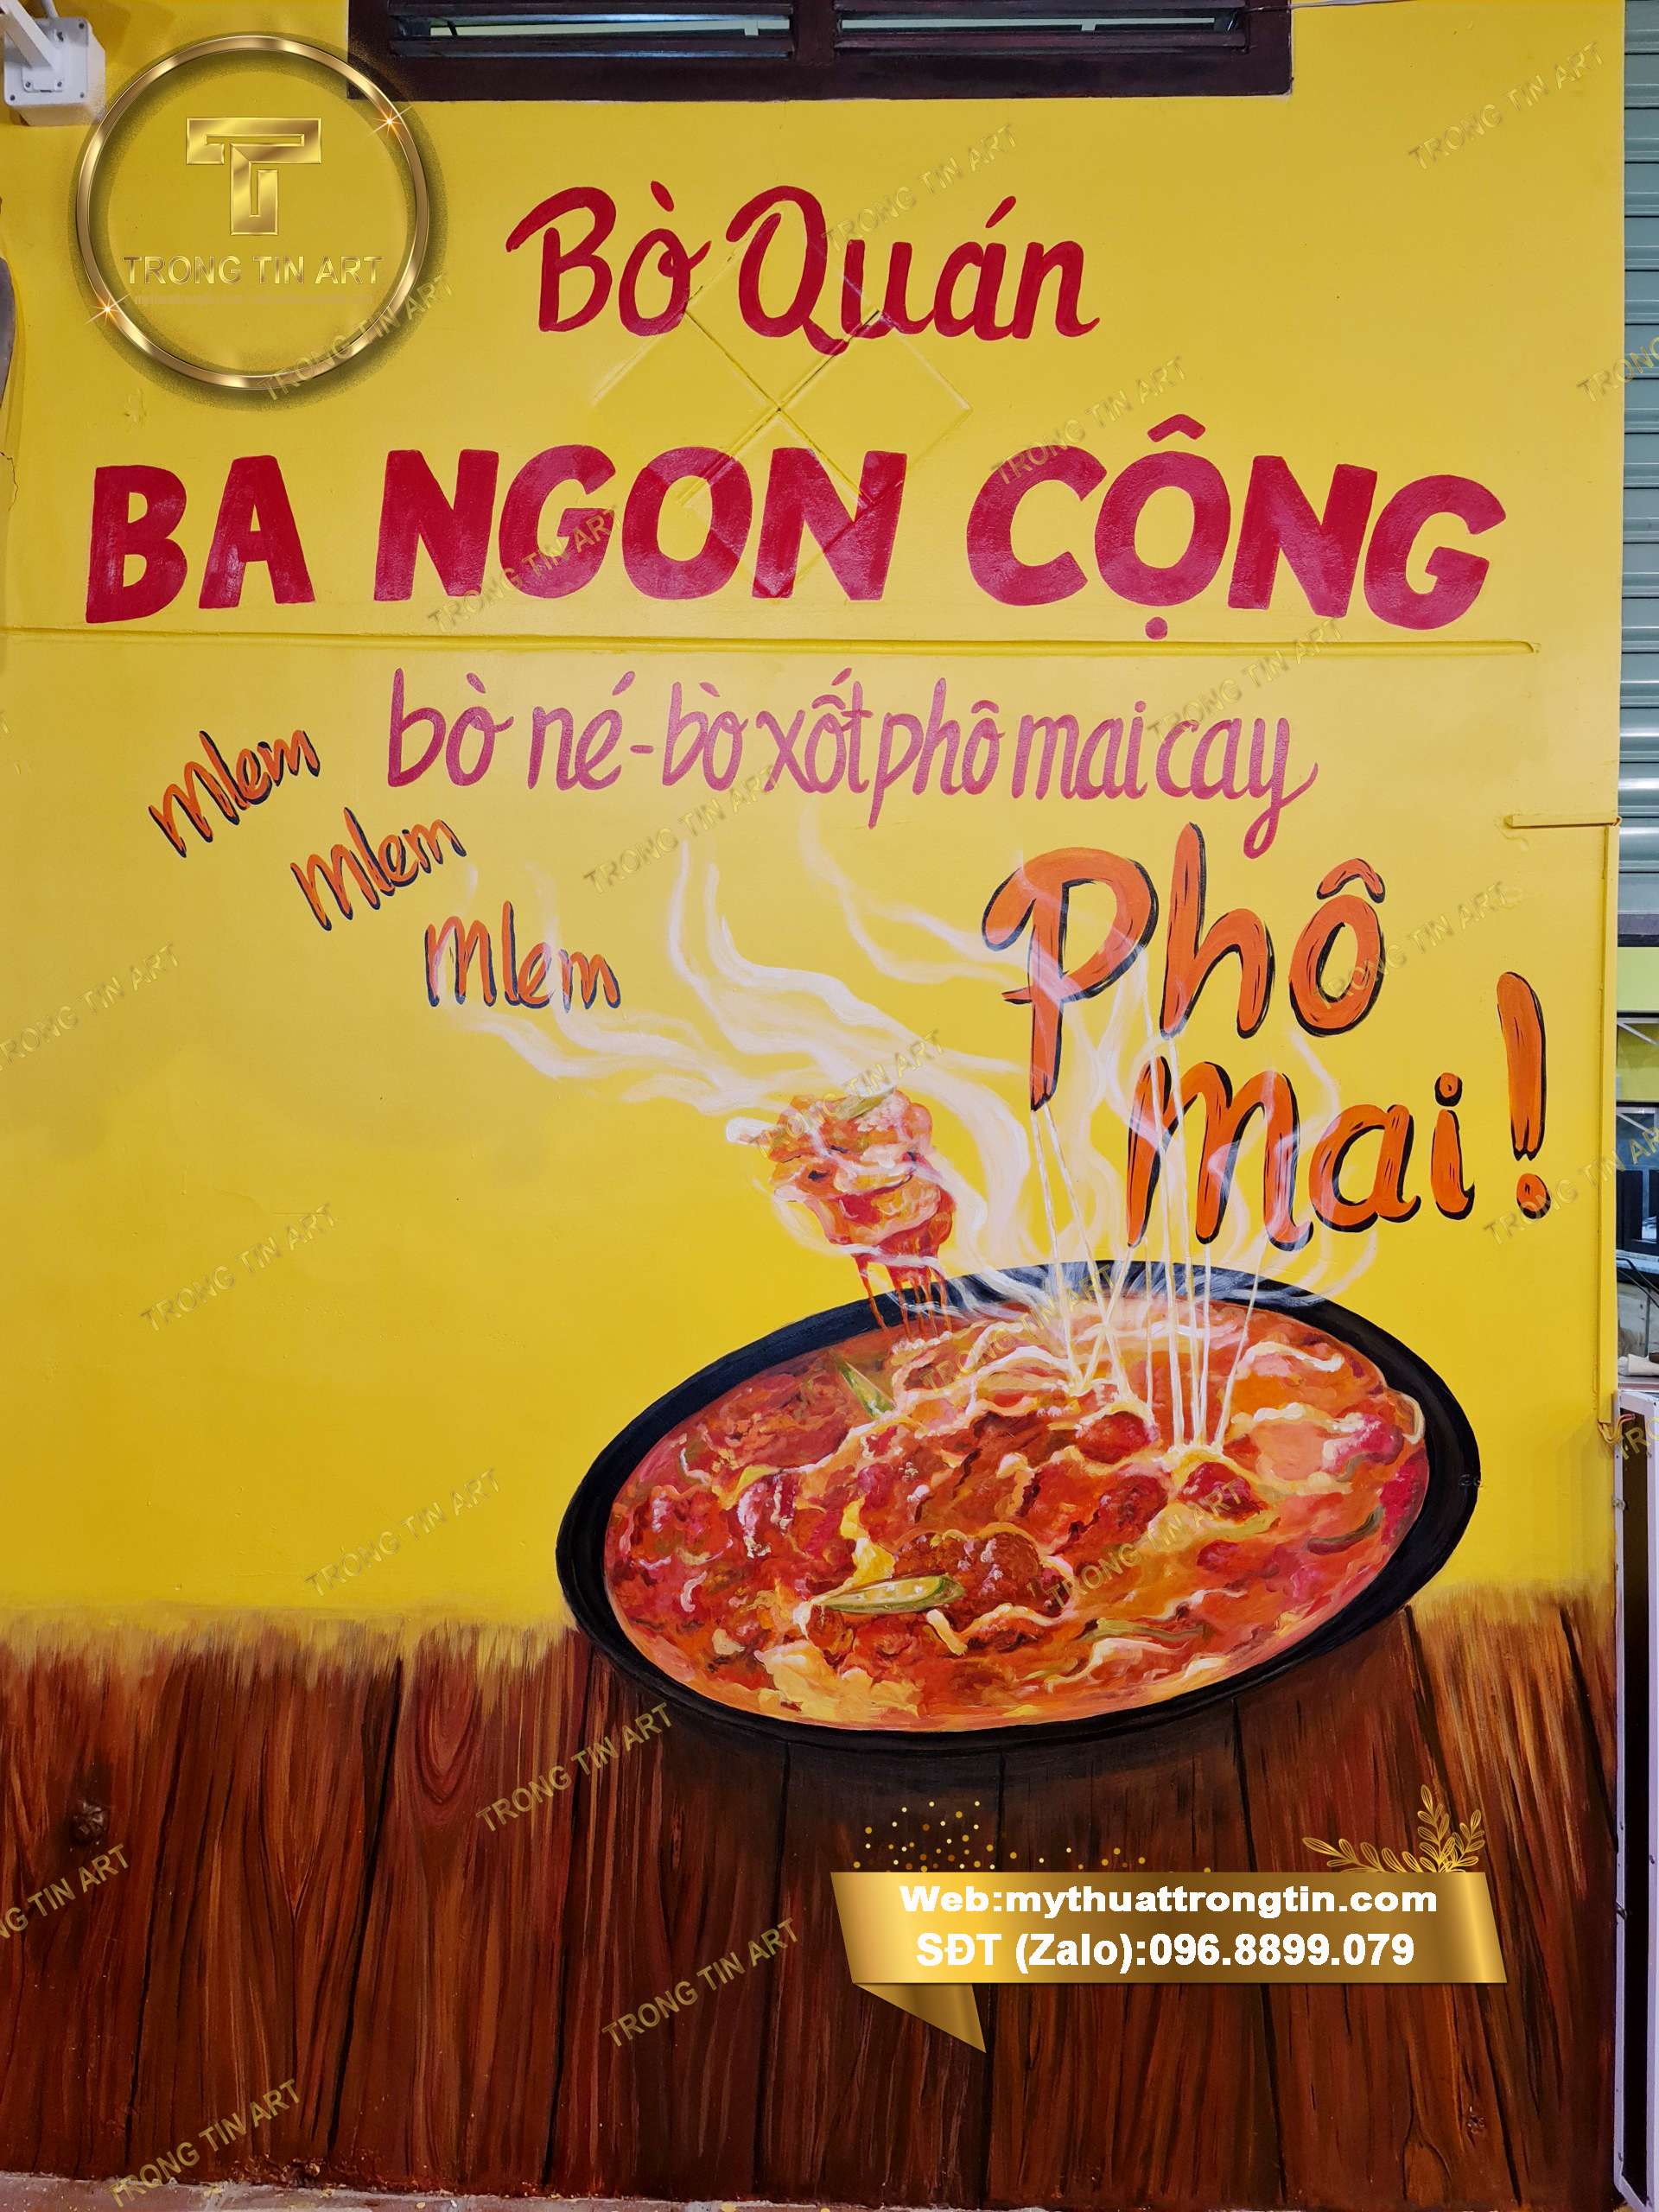 TRONG TIN ART
Bò Quán
BA NGON CỘNG
bò né - bò xốt phô mai cay
mlem
mlem
mlem
Phô
mai!
Web:mythuattrongtin.com
SĐT (Zalo):096.8899.079